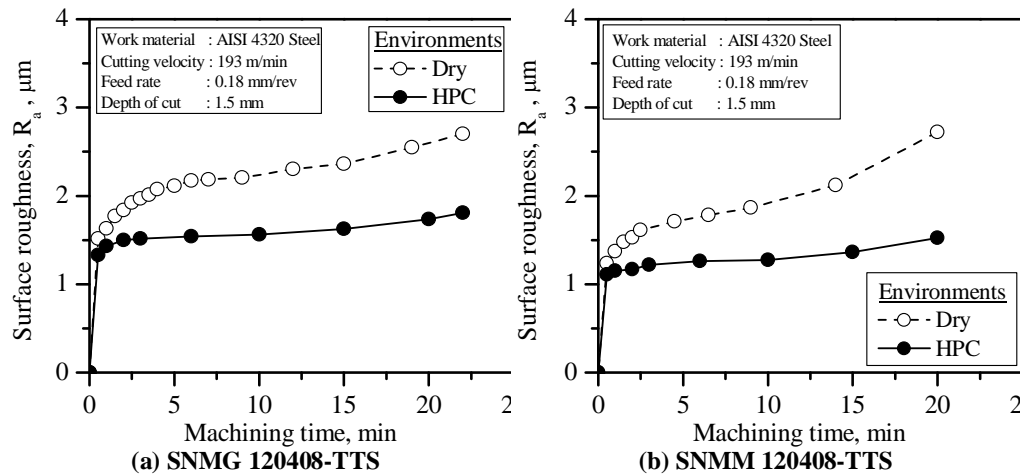 4
3
2
1
0
Surface roughness, Ra , μm
Work material : AISI 4320 Steel
Cutting velocity : 193 m/min
Feed rate : 0.18 mm/rev
Depth of cut : 1.5 mm
Environments
Dry
HPC
0 5 10 15 20 2
Machining time, min
(a) SNMG 120408-TTS
4
3
2
1
0
Surface roughness, Ra , μm
Work material : AISI 4320 Steel
Cutting velocity : 193 m/min
Feed rate : 0.18 mm/rev
Depth of cut : 1.5 mm
Environments
Dry
HPC
0 5 10 15 20 2
Machining time, min
(b) SNMM 120408-TTS